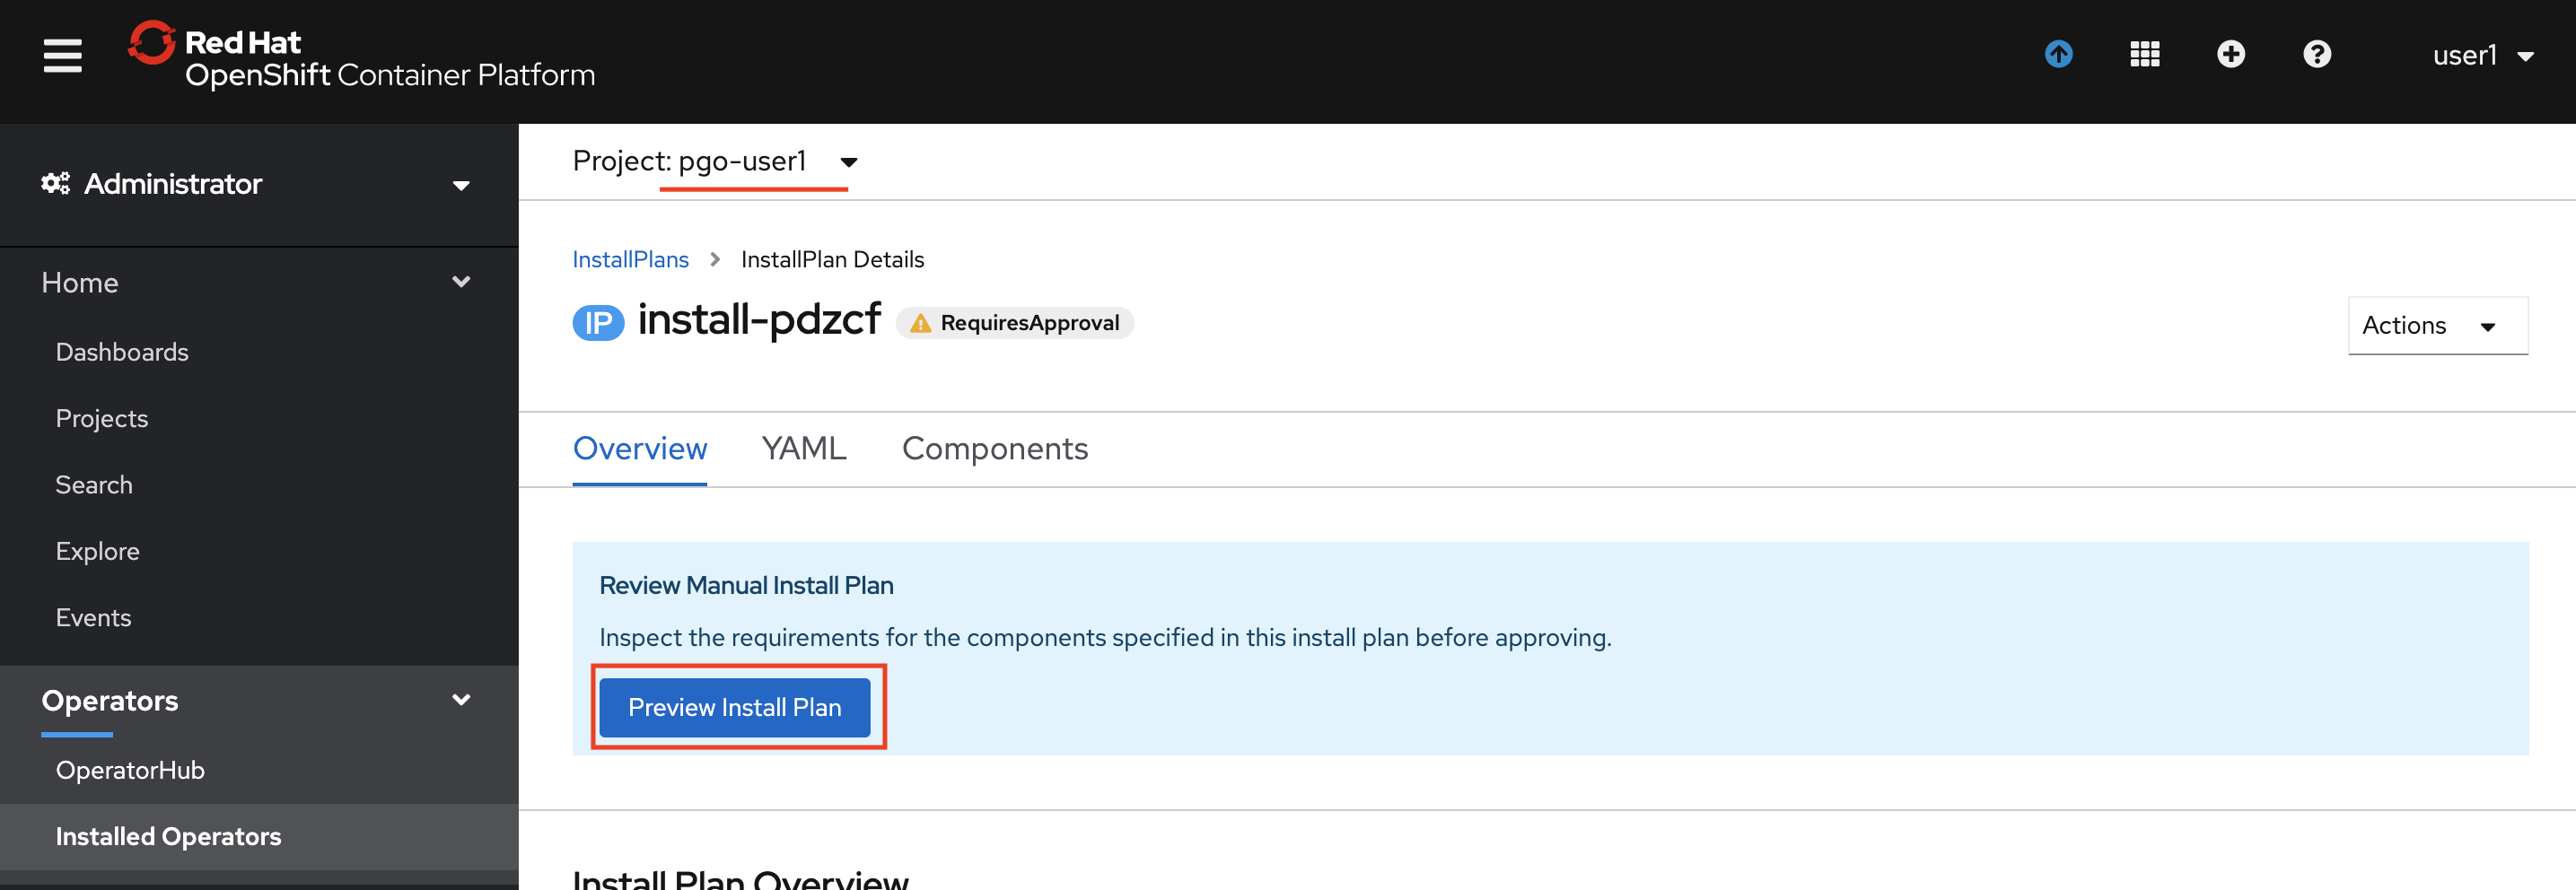 Red Hat
OpenShift Container Platform
user1
Administrator
Home
Dashboards
Projects
Search
Explore
Events
Operators
OperatorHub
Installed Operators
Project: pgo-user1
InstallPlans > InstallPlan Details
IP install-pdzcf RequiresApproval
Actions
Overview YAML Components
Review Manual Install Plan
Inspect the requirements for the components specified in this install plan before approving.
Preview Install Plan
Install Plan Overview